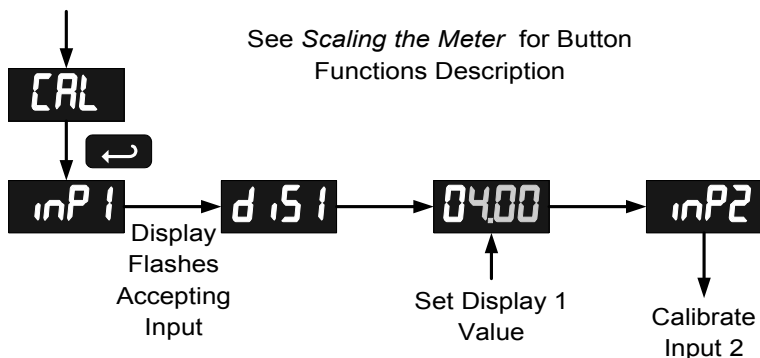 See Scaling the Meter for Button
Functions Description
CAL
inP1
diS1
04.00
inP2
Display
Flashes
Accepting
Input
Set Display 1
Value
Calibrate
Input 2